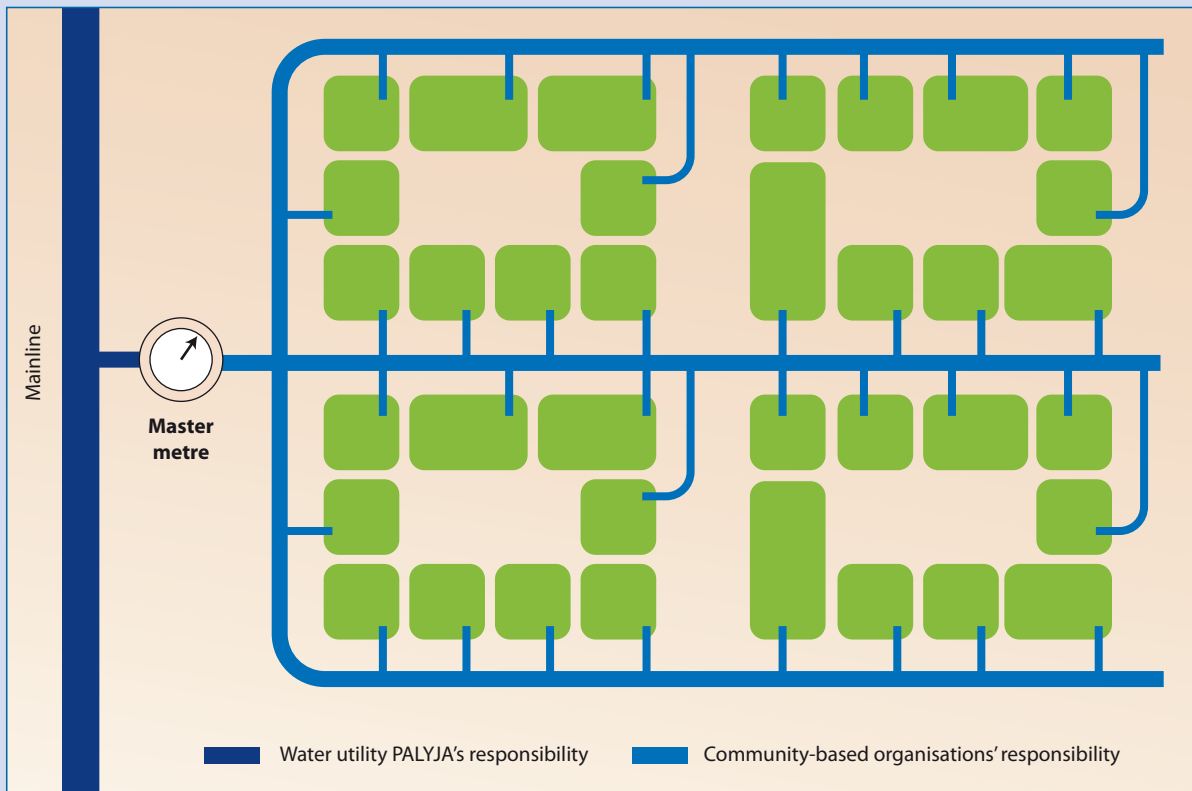 Mainline
Master
metre
Water utility PALYJA’s responsibility
Community-based organisations’ responsibility